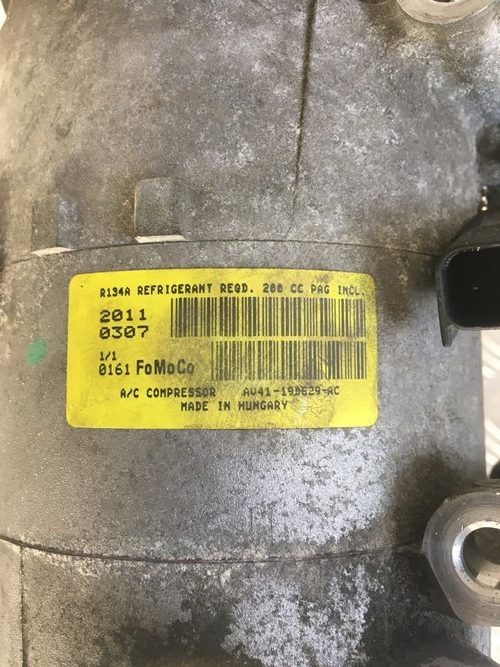 R134A REFRIGERANT REQD. 200 CC PAG INCL.
2011
0307
1/1
0161 FoMoCo
A/C COMPRESSOR AV41-19D629-AC
MADE IN HUNGARY